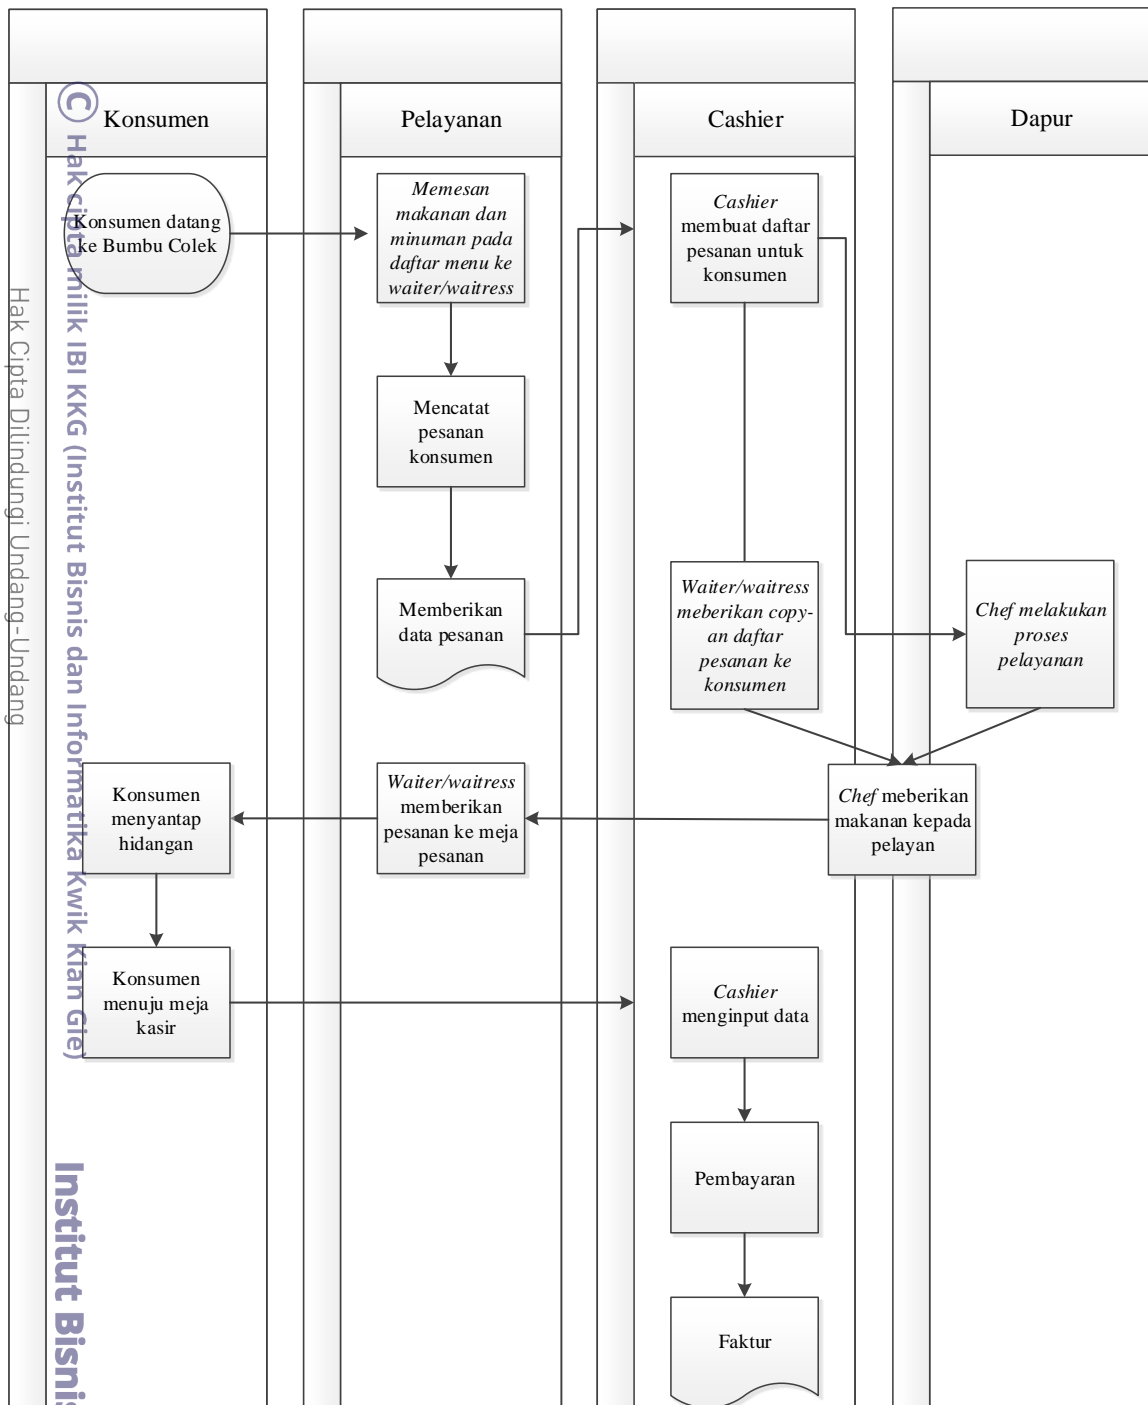 Konsumen
Pelayanan
Cashier
Dapur
Konsumen datang
ke Bumbu Colek
Memesan
makanan dan
minuman pada
daftar menu ke
waiter/waitress
Cashier
membuat daftar
pesanan untuk
konsumen
Mencatat
pesanan
konsumen
Memberikan
data pesanan
Waiter/waitress
meberikan copy-
an daftar
pesanan ke
konsumen
Chef melakukan
proses
pelayanan
Konsumen
menyantap
hidangan
Waiter/waitress
memberikan
pesanan ke meja
pesanan
Chef meberikan
makanan kepada
pelayan
Konsumen
menuju meja
kasir
Cashier
menginput data
Pembayaran
Faktur
© Hak cipta milik IBI KKG (Institut Bisnis dan Informatika Kwik Kian Gie)
Hak Cipta Dilindungi Undang-Undang
Institut Bisnis